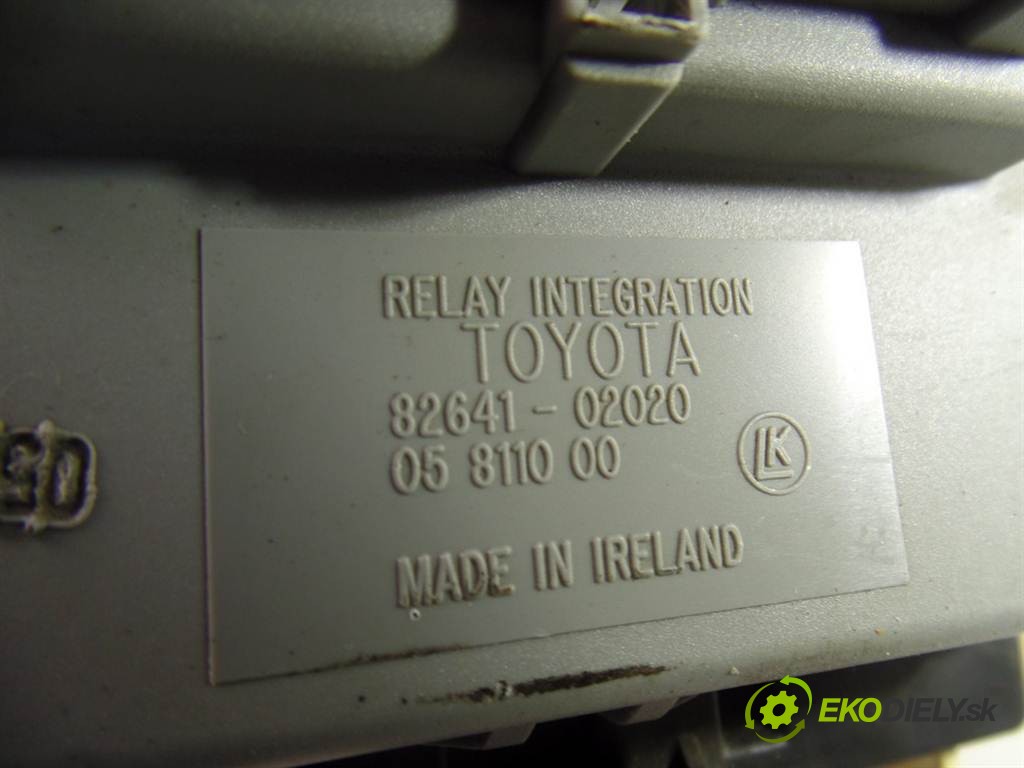 RELAY INTEGRATION
TOYOTA
82641 - 02020
05 8110 00
LK
MADE IN IRELAND
EKODIELY.sk